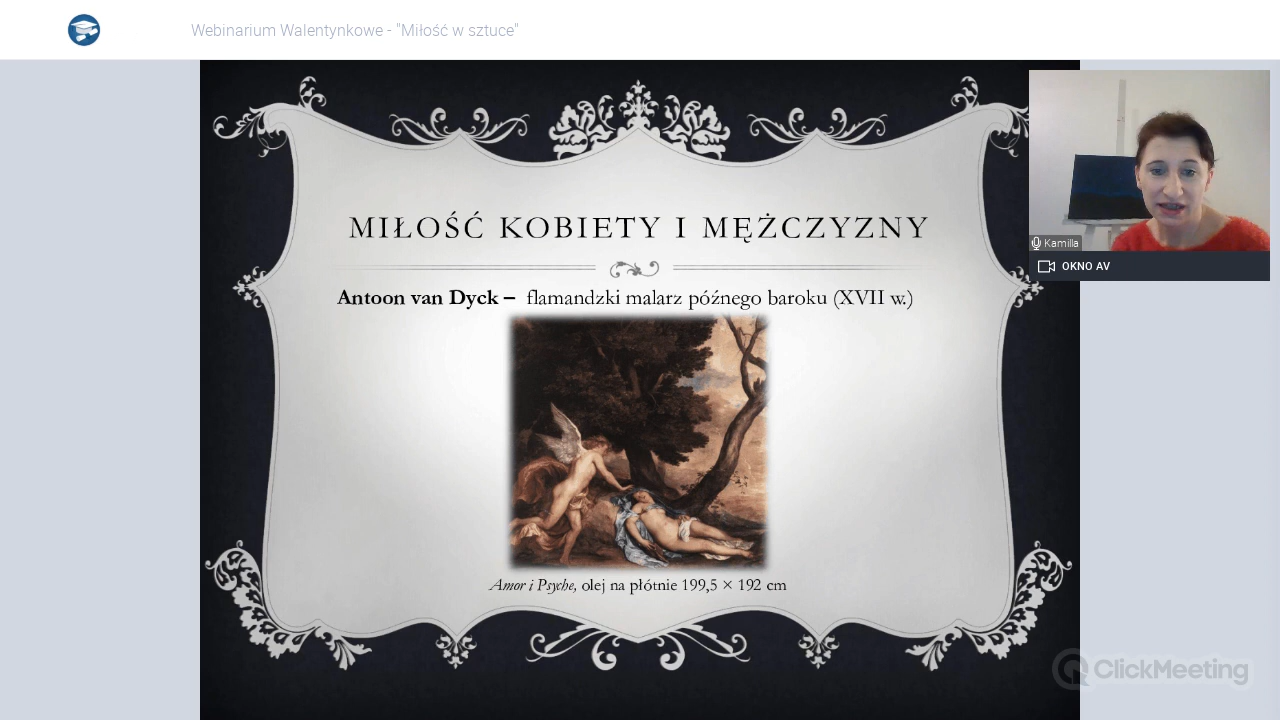 Webinarium Walentynkowe - "Miłość w sztuce"
MIŁOŚĆ KOBIETY I MĘŻCZYZNY
Antoon van Dyck – flamandzki malarz późnego baroku (XVII w.)
Amor i Psyche, olej na płótnie 199,5 × 192 cm
Kamilla
OKNO AV
ClickMeeting